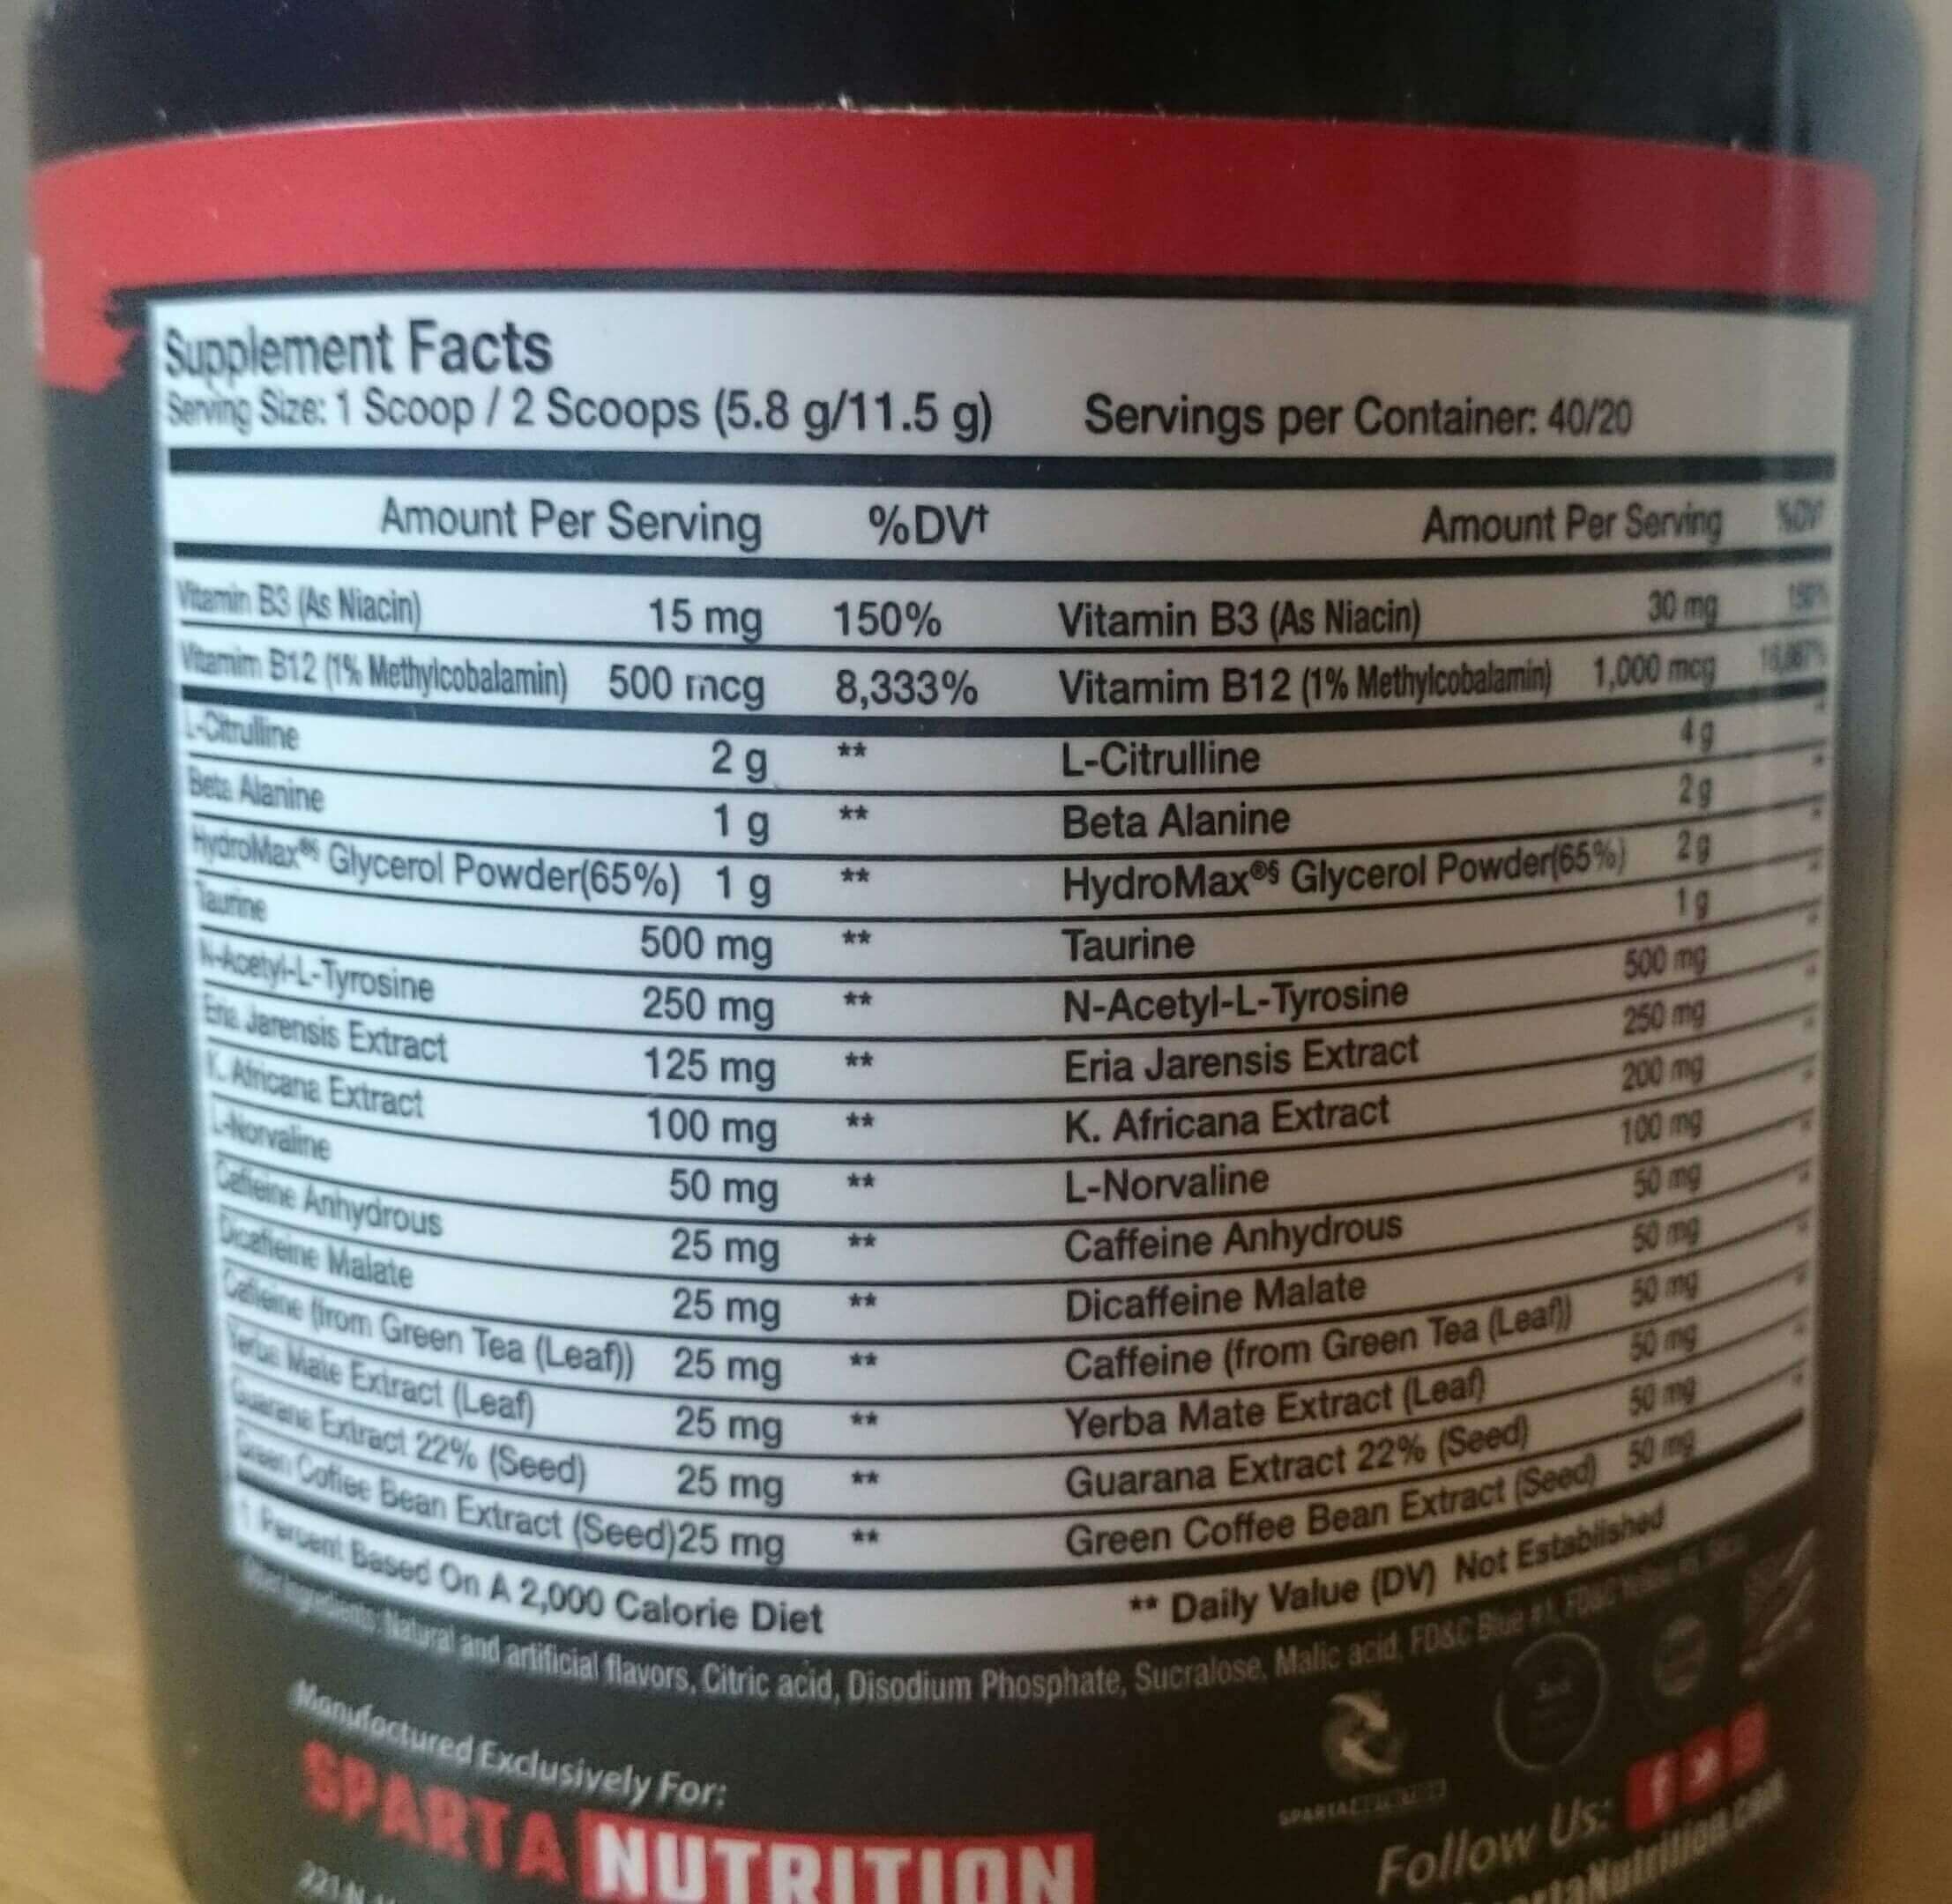 Supplement Facts
Serving Size: 1 Scoop / 2 Scoops (5.8 g/11.5 g) Servings per Container: 40/20
Amount Per Serving %DV† Amount Per Serving %DV†
Vitamin B3 (As Niacin) 15 mg 150% Vitamin B3 (As Niacin) 30 mg
Vitamim B12 (1% Methylcobalamin) 500 mcg 8,333% Vitamim B12 (1% Methylcobalamin) 1,000 mcg
L-Citrulline 2 g ** L-Citrulline 4 g
Beta Alanine 1 g ** Beta Alanine 2 g
HydroMax®§ Glycerol Powder(65%) 1 g ** HydroMax®§ Glycerol Powder(65%) 2 g
Taurine 500 mg ** Taurine 1 g
N-Acetyl-L-Tyrosine 250 mg ** N-Acetyl-L-Tyrosine 500 mg
Eria Jarensis Extract 125 mg ** Eria Jarensis Extract 250 mg
K. Africana Extract 100 mg ** K. Africana Extract 200 mg
L-Norvaline 50 mg ** L-Norvaline 100 mg
Caffeine Anhydrous 25 mg ** Caffeine Anhydrous 50 mg
Dicaffeine Malate 25 mg ** Dicaffeine Malate 50 mg
Caffeine (from Green Tea (Leaf)) 25 mg ** Caffeine (from Green Tea (Leaf)) 50 mg
Yerba Mate Extract (Leaf) 25 mg ** Yerba Mate Extract (Leaf) 50 mg
Guarana Extract 22% (Seed) 25 mg ** Guarana Extract 22% (Seed) 50 mg
Green Coffee Bean Extract (Seed) 25 mg ** Green Coffee Bean Extract (Seed) 50 mg
† Percent Based On A 2,000 Calorie Diet ** Daily Value (DV) Not Established
Natural and artificial flavors, Citric acid, Disodium Phosphate, Sucralose, Malic acid, FD&C Blue #1,
Manufactured Exclusively For:
SPARTA NUTRITION
Follow Us: